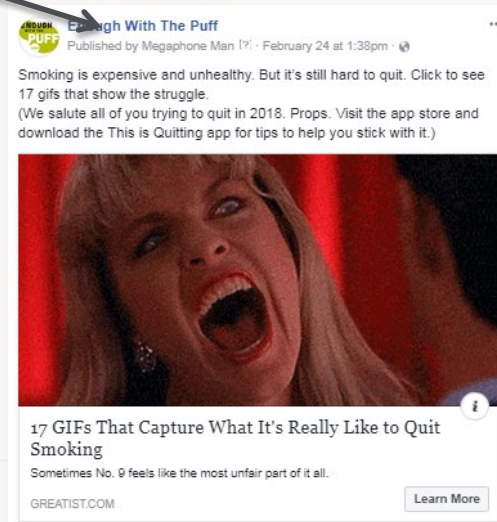 ENOUGH
WITH THE
PUFF
Enough With The Puff
Published by Megaphone Man [?] · February 24 at 1:38pm ·
Smoking is expensive and unhealthy. But it's still hard to quit. Click to see
17 gifs that show the struggle.
(We salute all of you trying to quit in 2018. Props. Visit the app store and
download the This is Quitting app for tips to help you stick with it.)
i
17 GIFs That Capture What It's Really Like to Quit
Smoking
Sometimes No. 9 feels like the most unfair part of it all.
GREATIST.COM
Learn More